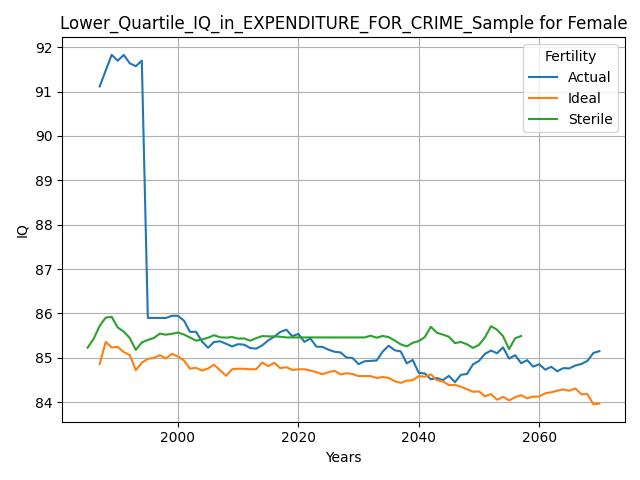 Lower_Quartile_IQ_in_EXPENDITURE_FOR_CRIME_Sample for Female
Fertility
Actual
Ideal
Sterile
92
91
90
89
88
87
86
85
84
IQ
2000
2020
2040
2060
Years